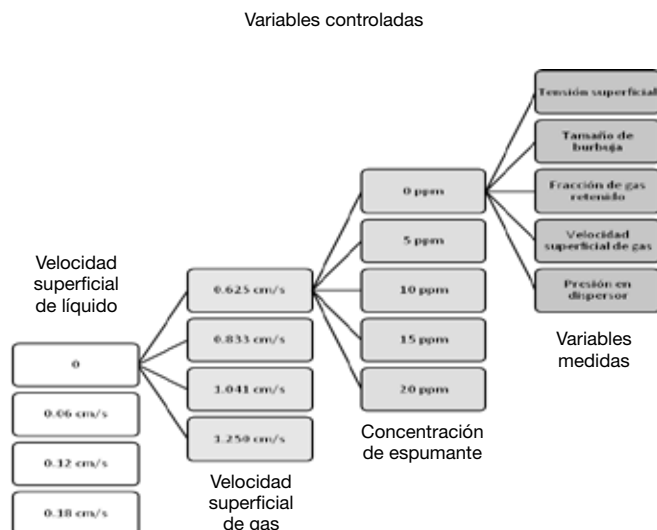 Variables controladas
Tensión superficial
Tamaño de
burbuja
Fracción de gas
retenido
Velocidad
superficial de gas
Presión en
dispersor
Variables
medidas
0 ppm
5 ppm
10 ppm
15 ppm
20 ppm
Concentración
de espumante
0.625 cm/s
0.833 cm/s
1.041 cm/s
1.250 cm/s
Velocidad
superficial
de gas
Velocidad
superficial
de líquido
0
0.06 cm/s
0.12 cm/s
0.18 cm/s